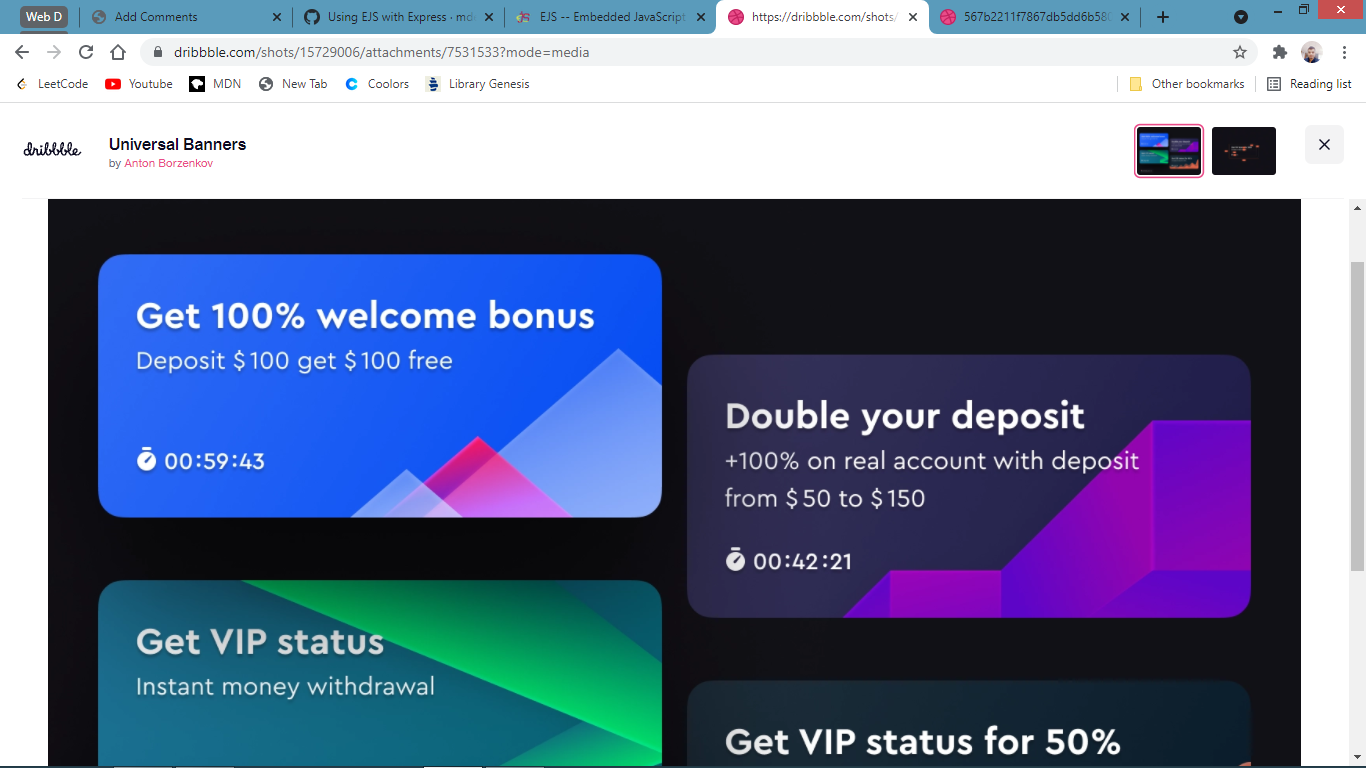 Web D
Add Comments
Using EJS with Express · md
EJS -- Embedded JavaScript
https://dribbble.com/shots/
567b2211f7867db5dd6b580
dribbble.com/shots/15729006/attachments/7531533?mode=media
LeetCode
Youtube
MDN
New Tab
Coolors
Library Genesis
Other bookmarks
Reading list
dribbble
Universal Banners
by Anton Borzenkov
Get 100% welcome bonus
Deposit $100 get $100 free
00:59:43
Double your deposit
+100% on real account with deposit
from $50 to $150
00:42:21
Get VIP status
Instant money withdrawal
Get VIP status for 50%